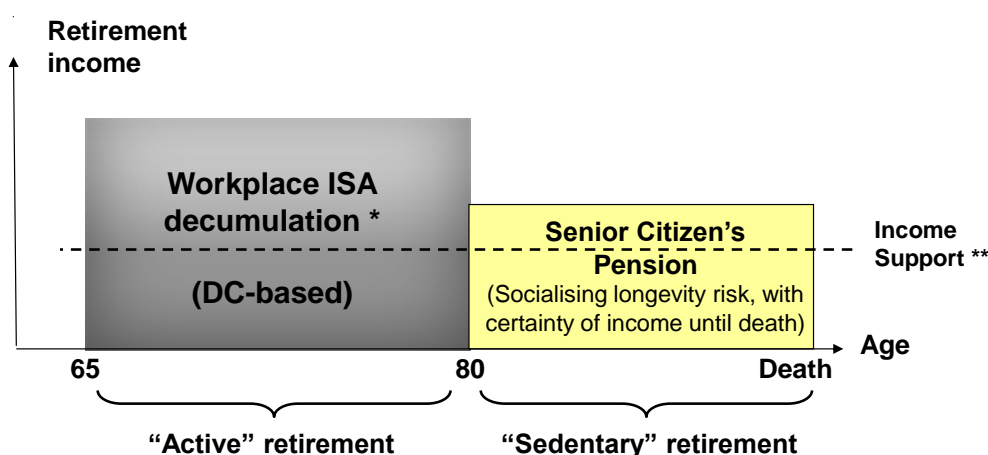 Retirement
income
Workplace ISA
decumulation *
(DC-based)
Senior Citizen's
Pension
(Socialising longevity risk, with
certainty of income until death)
Income
Support **
Age
65
80
Death
“Active” retirement
“Sedentary” retirement